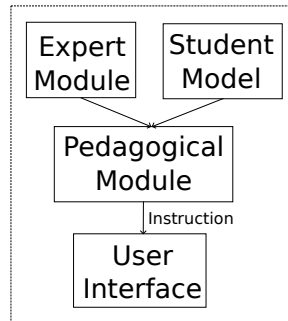 Expert
Module
Student
Model
Pedagogical
Module
Instruction
User
Interface